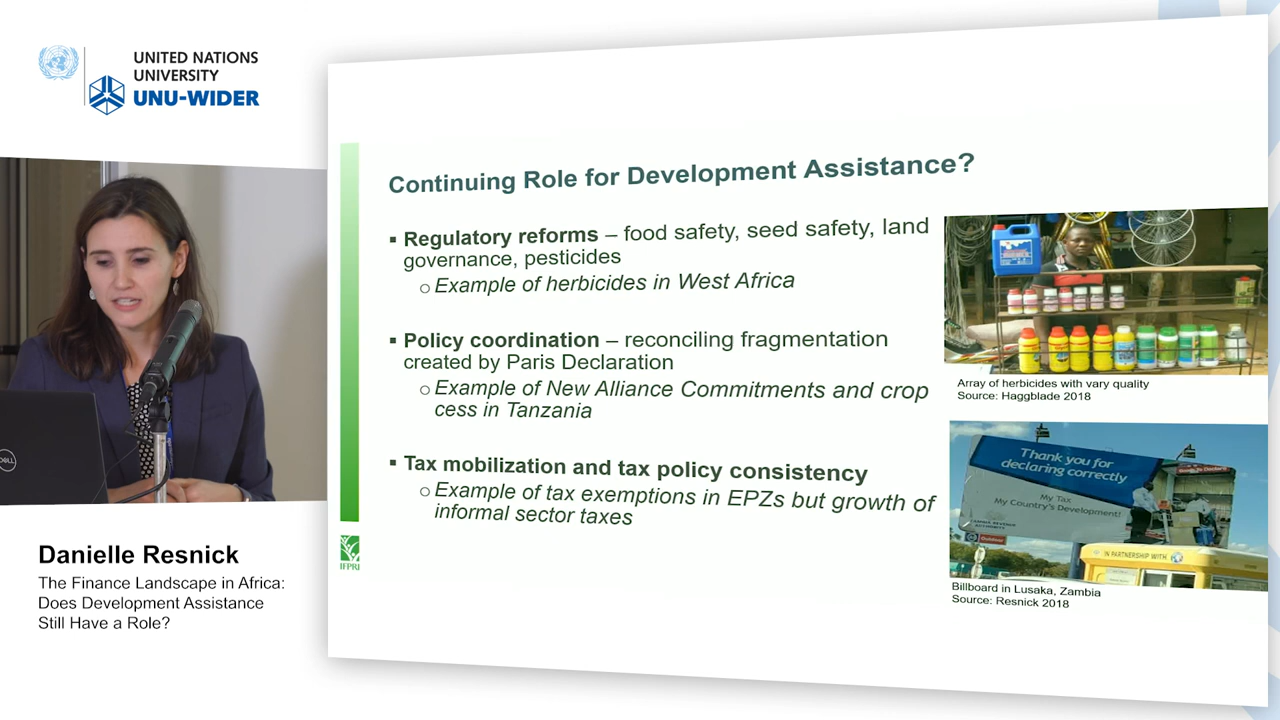 UNITED NATIONS
UNIVERSITY
UNU-WIDER
DELL
Danielle Resnick
The Finance Landscape in Africa:
Does Development Assistance
Still Have a Role?
Continuing Role for Development Assistance?
▪ Regulatory reforms – food safety, seed safety, land
governance, pesticides
○ Example of herbicides in West Africa
▪ Policy coordination – reconciling fragmentation
created by Paris Declaration
○ Example of New Alliance Commitments and crop
cess in Tanzania
▪ Tax mobilization and tax policy consistency
○ Example of tax exemptions in EPZs but growth of
informal sector taxes
IFPRI
Array of herbicides with vary quality
Source: Haggblade 2018
Thank you for
declaring correctly
My Tax
My Country's Development!
ZAMBIA REVENUE
AUTHORITY
IN PARTNERSHIP WITH
Billboard in Lusaka, Zambia
Source: Resnick 2018